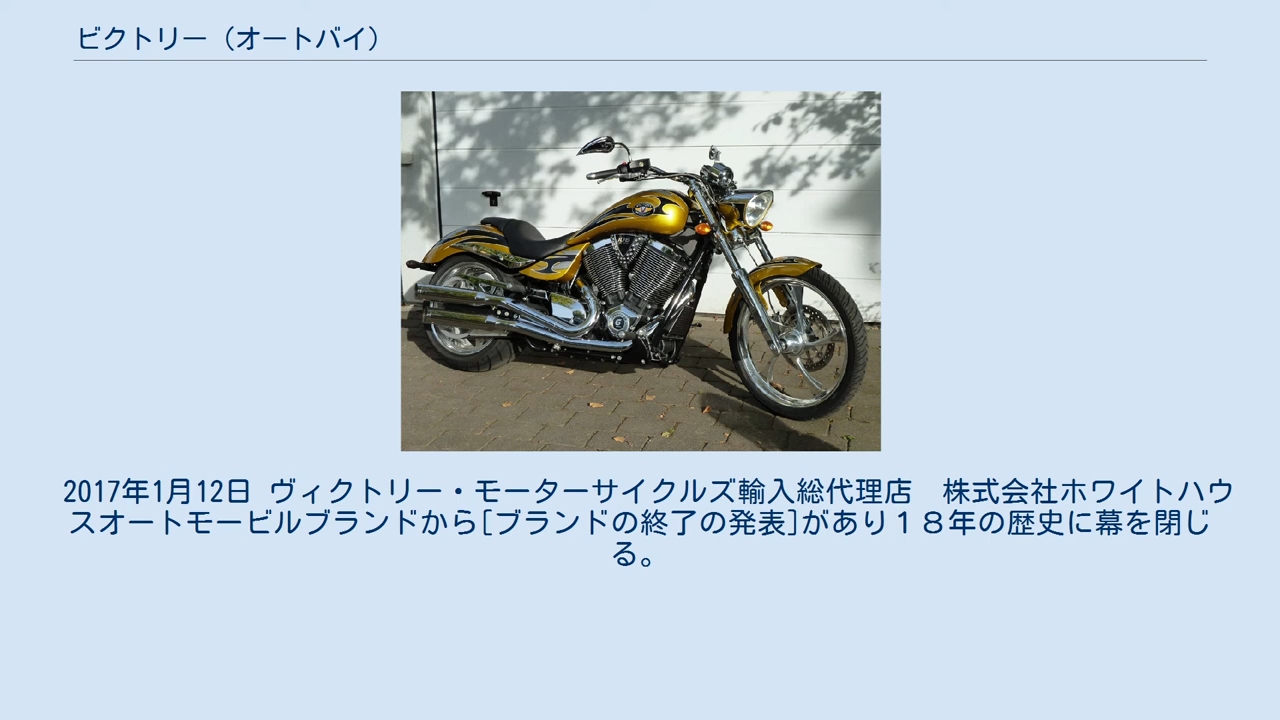 ビクトリー（オートバイ）
2017年1月12日 ヴィクトリー・モーターサイクルズ輸入総代理店　株式会社ホワイトハウ
スオートモービルブランドから[ブランドの終了の発表]があり１８年の歴史に幕を閉じ
る。